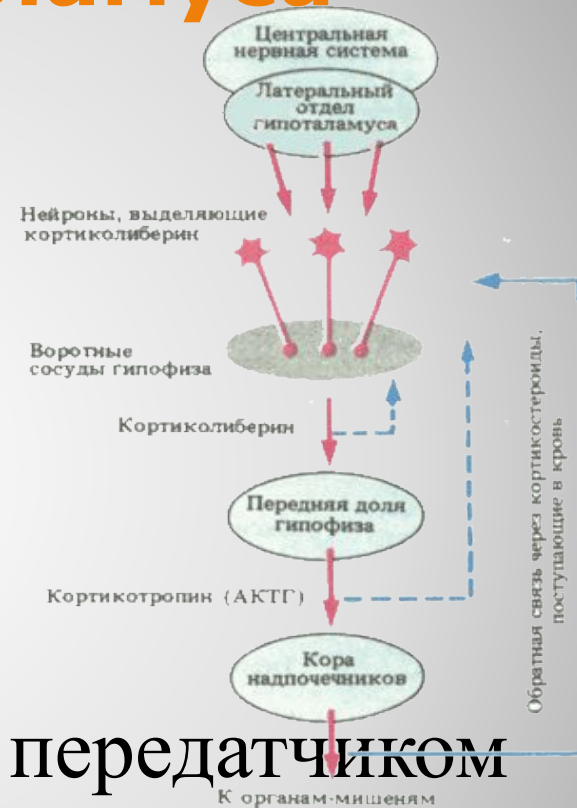 Центральная
нервная система
Латеральный
отдел
гипоталамуса
Нейроны, выделяющие
кортиколиберин
Воротные
сосуды гипофиза
Кортиколиберин
Передняя доля
гипофиза
Кортикотропин (АКТГ)
Кора
надпочечников
Обратная связь через кортикостероиды,
поступающие в кровь
передатчиком
К органам-мишеням